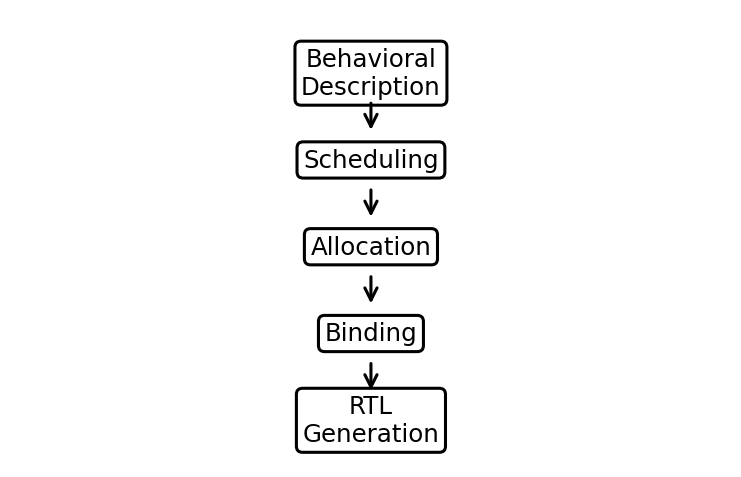 Behavioral
Description
Scheduling
Allocation
Binding
RTL
Generation